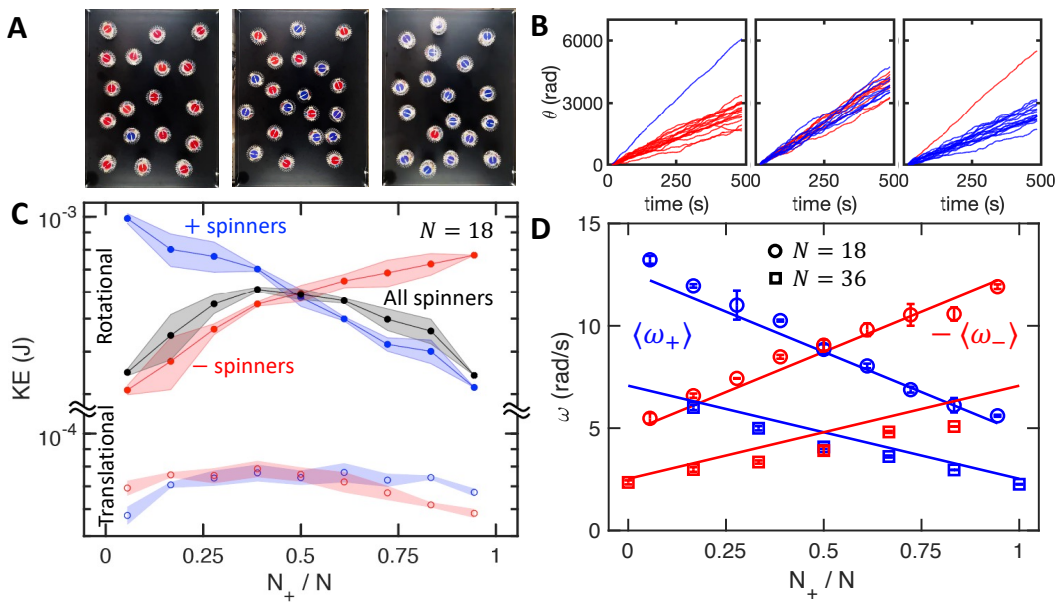 A
B
θ (rad)
6000
3000
0
0 250 500
0 250 500
0 250 500
time (s)
time (s)
time (s)
C
KE (J)
10⁻³
10⁻⁴
Rotational
Translational
+ spinners
N = 18
All spinners
− spinners
0 0.25 0.5 0.75 1
N₊ / N
D
ω (rad/s)
15
10
5
0
N = 18
N = 36
⟨ω₊⟩
−⟨ω₋⟩
0 0.25 0.5 0.75 1
N₊ / N